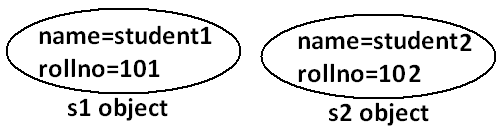 name=student1
rollno=101
s1 object
name=student2
rollno=102
s2 object